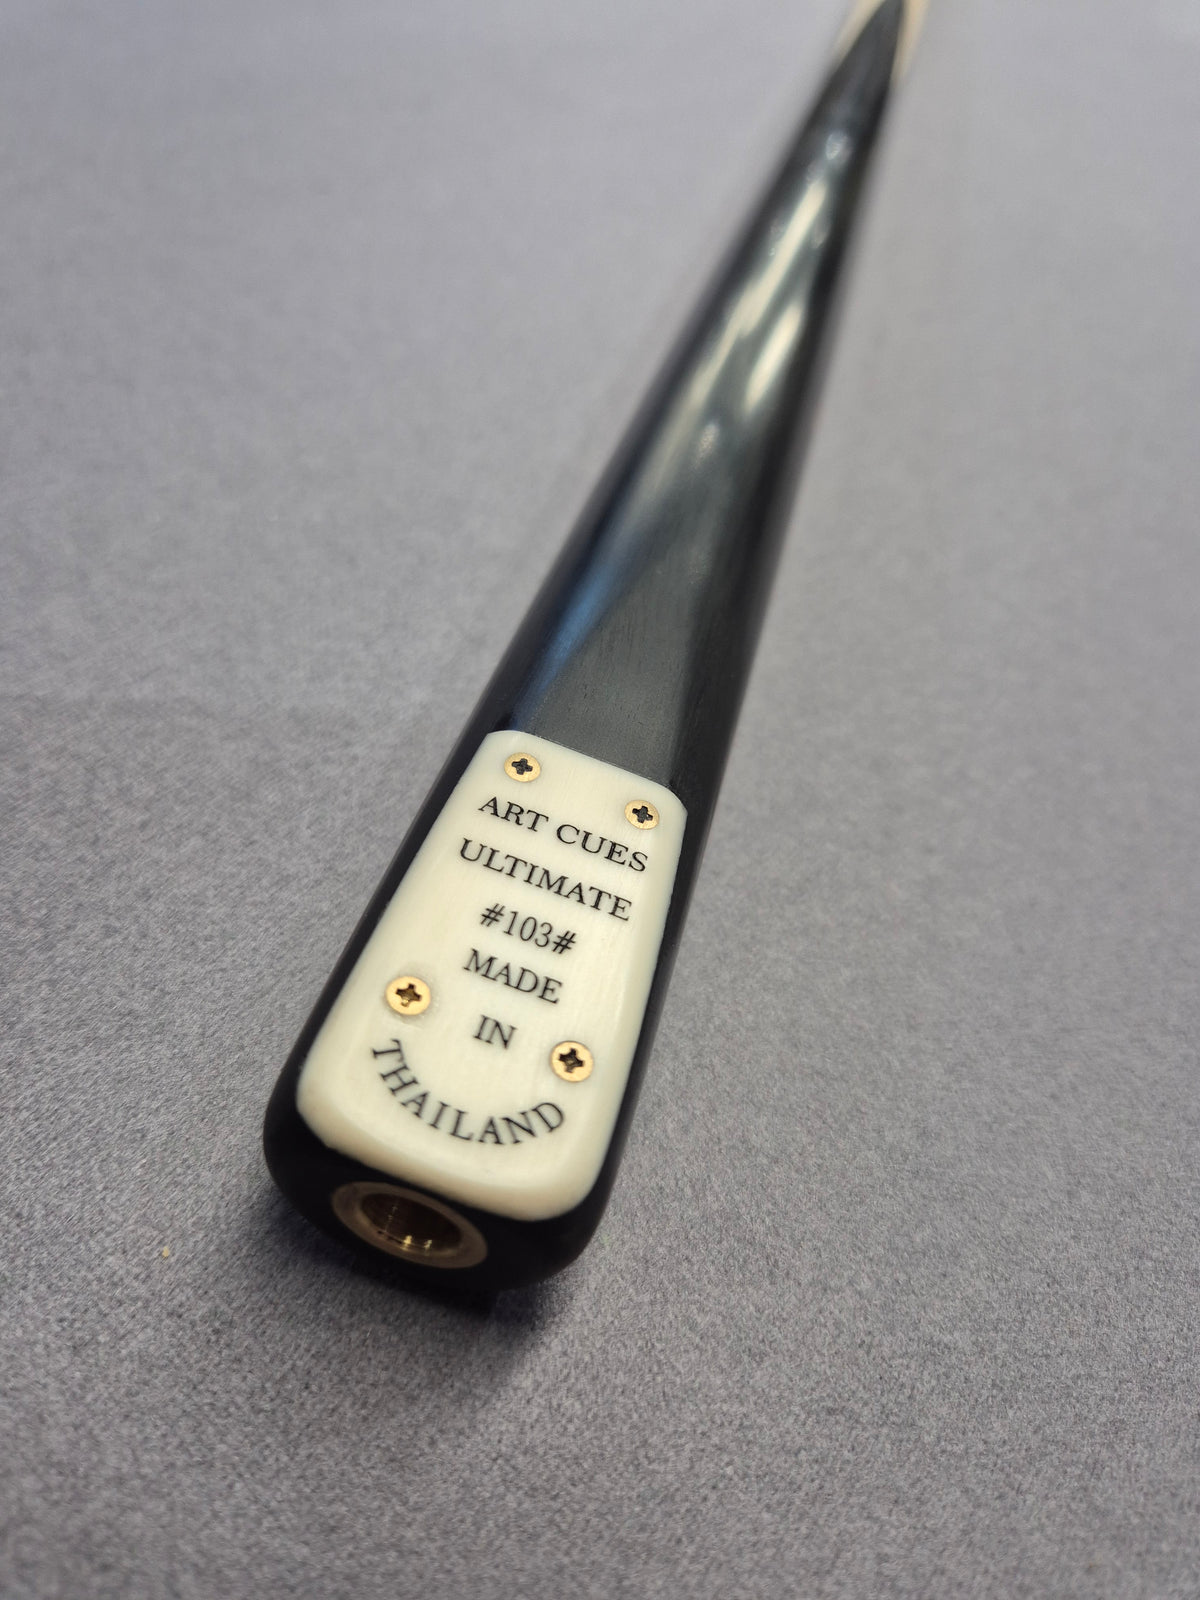 ART CUES
ULTIMATE
#103#
MADE
IN
THAILAND